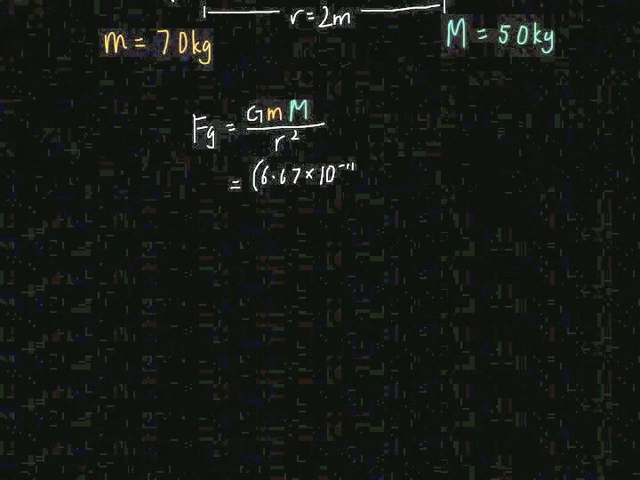 r = 2m
m = 70kg
M = 50kg
Fg = GmM / r²
= (6.67 × 10⁻¹¹